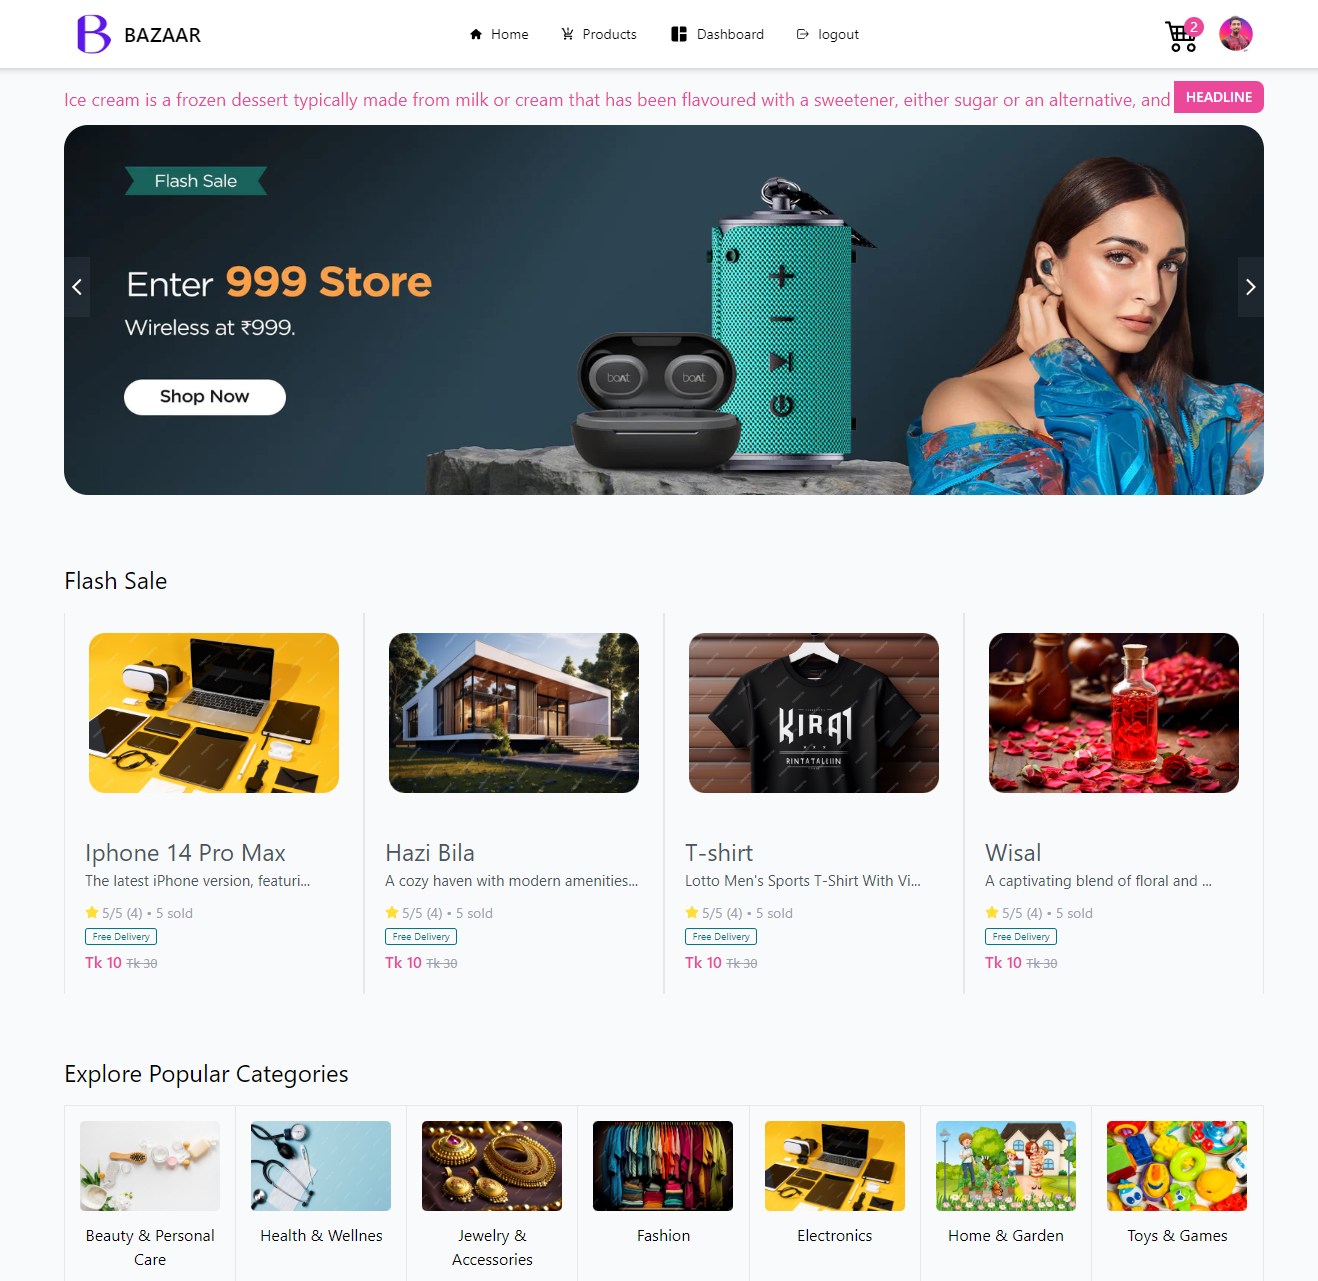 BAZAAR
Home Products Dashboard logout
2
Ice cream is a frozen dessert typically made from milk or cream that has been flavoured with a sweetener, either sugar or an alternative, and
HEADLINE
Flash Sale
Enter 999 Store
Wireless at ₹999.
Shop Now
boAt boAt
Flash Sale
KIRA1
RINTATALLIIN
Iphone 14 Pro Max
The latest iPhone version, featuri...
5/5 (4) • 5 sold
Free Delivery
Tk 10 Tk 30
Hazi Bila
A cozy haven with modern amenities...
5/5 (4) • 5 sold
Free Delivery
Tk 10 Tk 30
T-shirt
Lotto Men's Sports T-Shirt With Vi...
5/5 (4) • 5 sold
Free Delivery
Tk 10 Tk 30
Wisal
A captivating blend of floral and ...
5/5 (4) • 5 sold
Free Delivery
Tk 10 Tk 30
Explore Popular Categories
Beauty & Personal
Care
Health & Wellnes
Jewelry &
Accessories
Fashion
Electronics
Home & Garden
Toys & Games